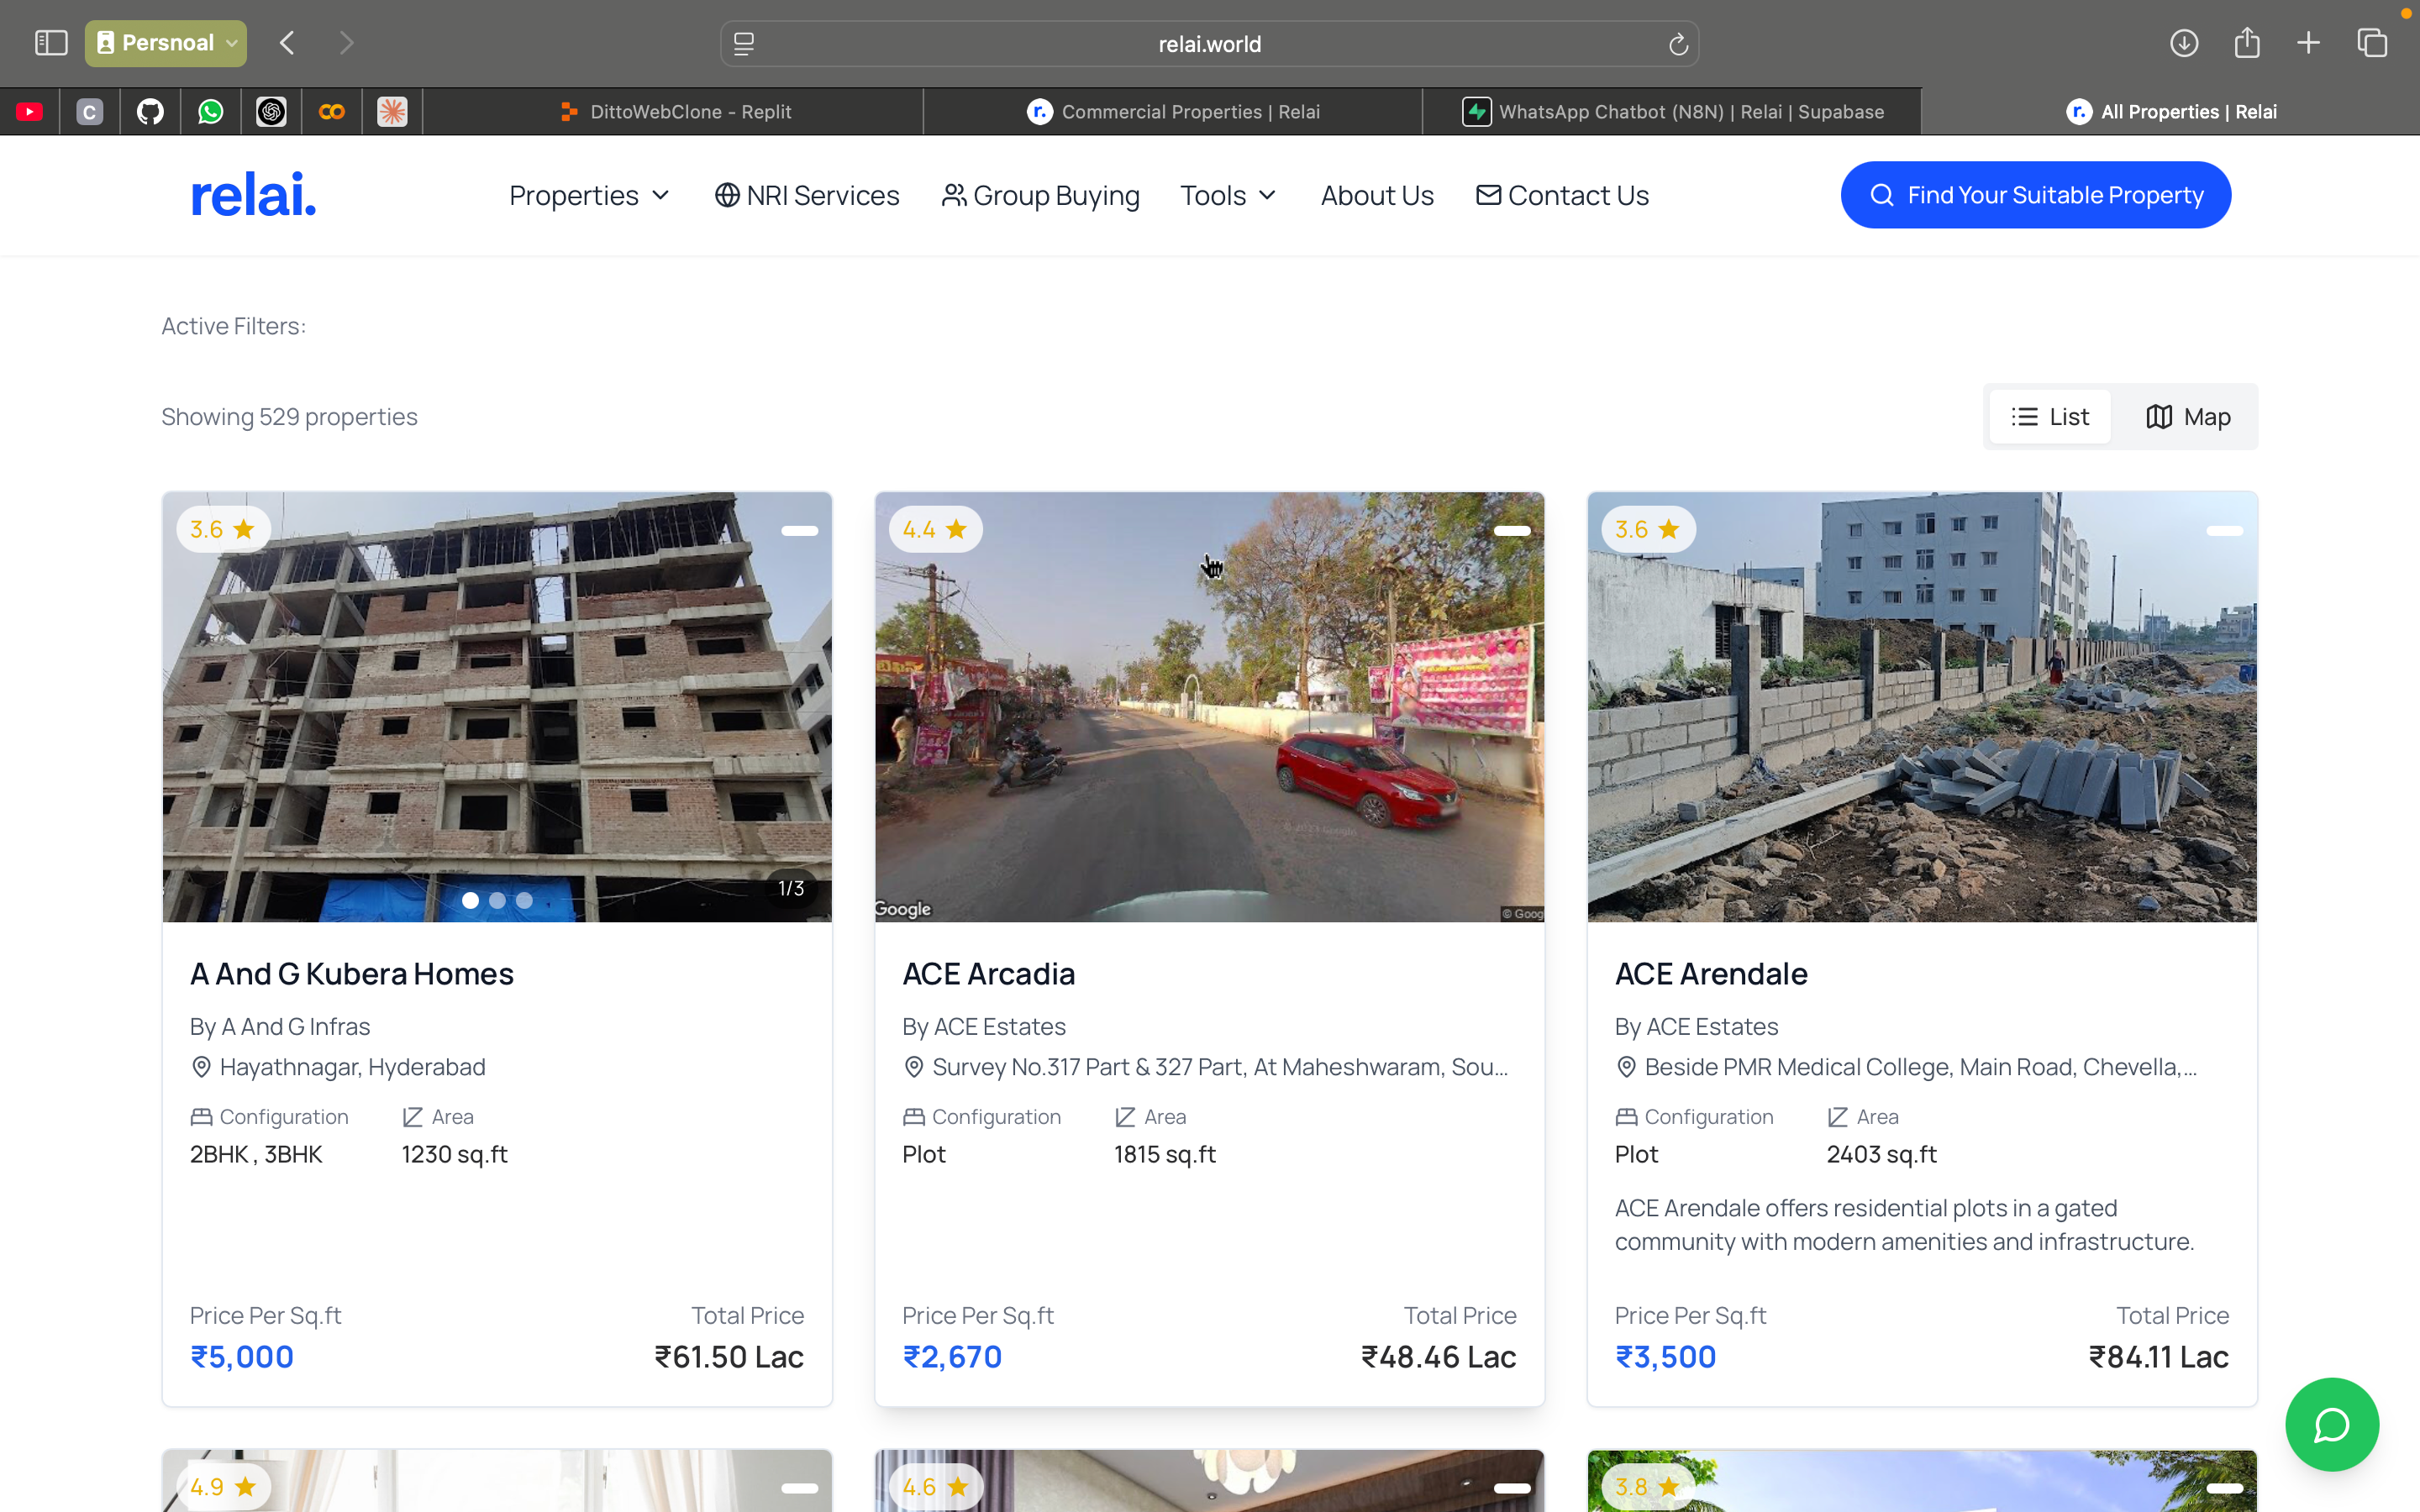 Persnoal
relai.world
C
DittoWebClone - Replit
r. Commercial Properties | Relai
WhatsApp Chatbot (N8N) | Relai | Supabase
r. All Properties | Relai
relai.
Properties
NRI Services
Group Buying
Tools
About Us
Contact Us
Find Your Suitable Property
Active Filters:
Showing 529 properties
List
Map
3.6
1/3
A And G Kubera Homes
By A And G Infras
Hayathnagar, Hyderabad
Configuration Area
2BHK , 3BHK 1230 sq.ft
Price Per Sq.ft Total Price
₹5,000 ₹61.50 Lac
4.4
Google
© Goog
ACE Arcadia
By ACE Estates
Survey No.317 Part & 327 Part, At Maheshwaram, Sou...
Configuration Area
Plot 1815 sq.ft
Price Per Sq.ft Total Price
₹2,670 ₹48.46 Lac
3.6
ACE Arendale
By ACE Estates
Beside PMR Medical College, Main Road, Chevella,...
Configuration Area
Plot 2403 sq.ft
ACE Arendale offers residential plots in a gated
community with modern amenities and infrastructure.
Price Per Sq.ft Total Price
₹3,500 ₹84.11 Lac
4.9
4.6
3.8